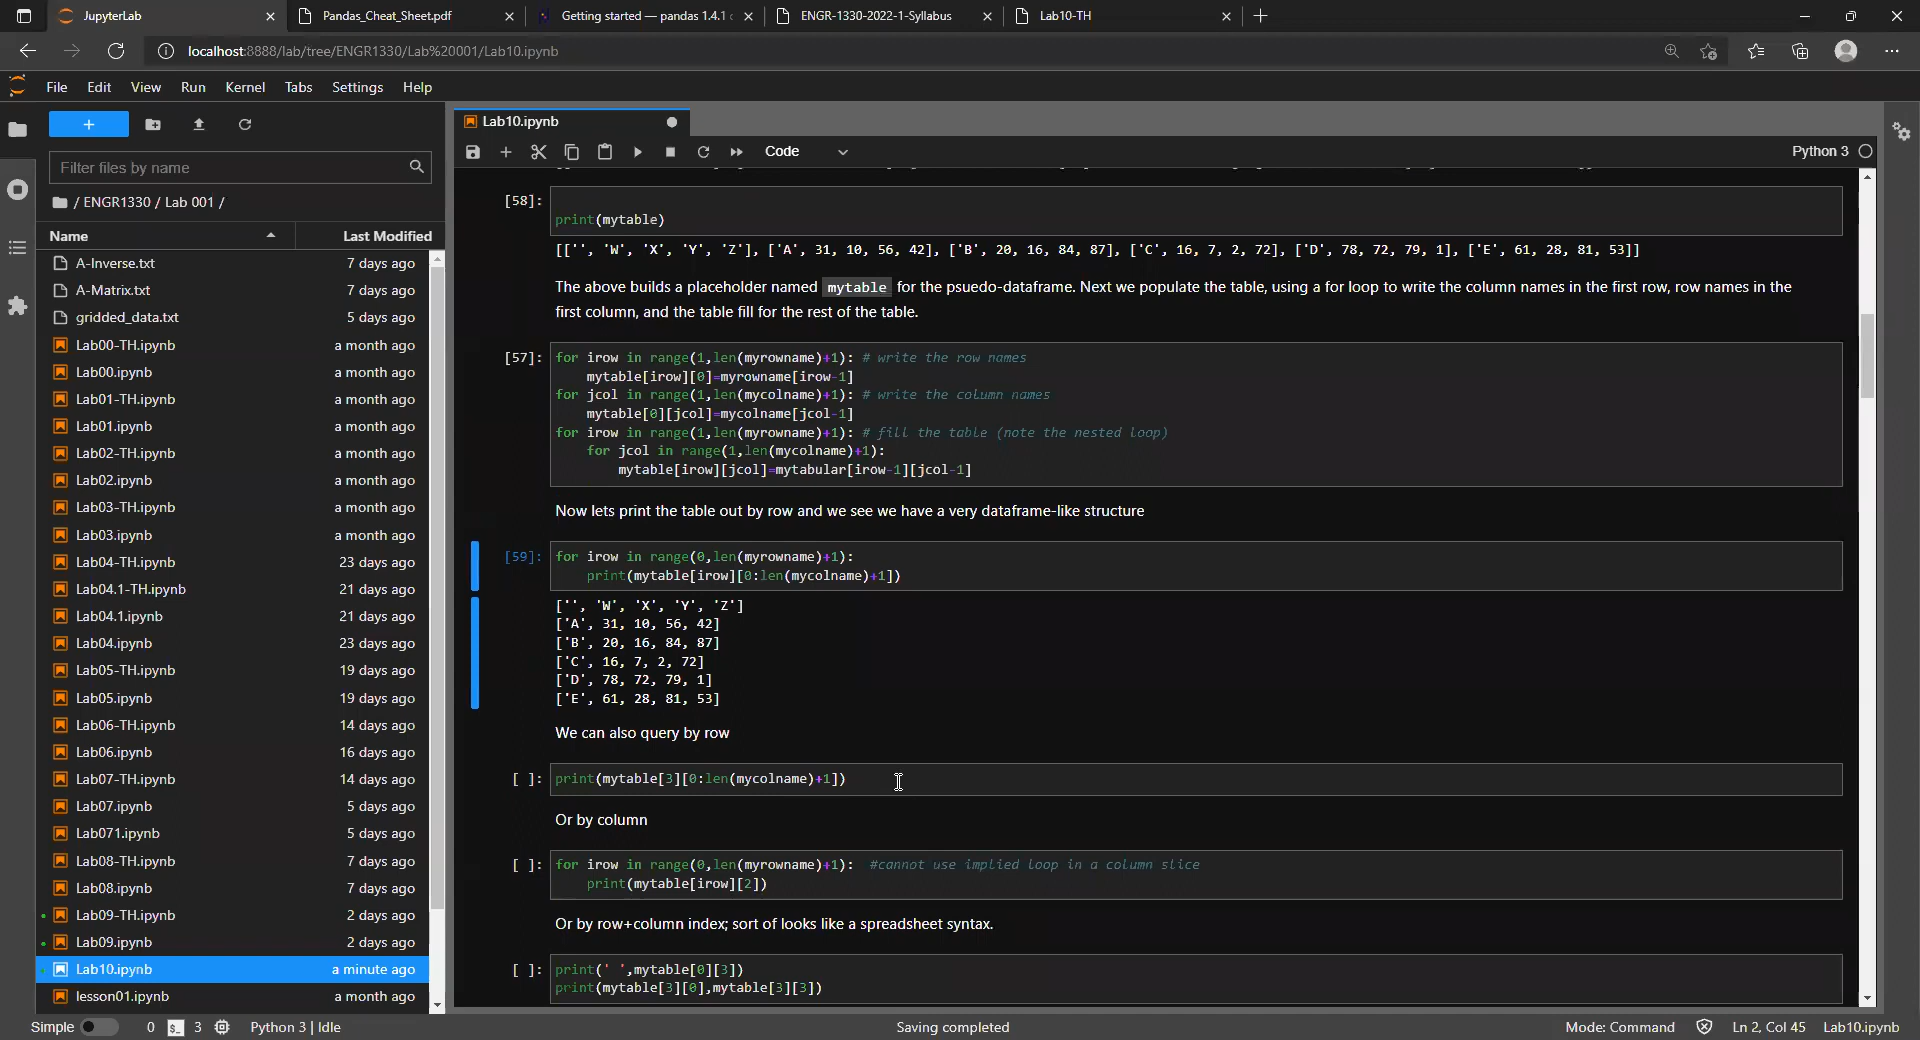 JupyterLab
Pandas_Cheat_Sheet.pdf
Getting started — pandas 1.4.1
ENGR-1330-2022-1-Syllabus
Lab10-TH
localhost:8888/lab/tree/ENGR1330/Lab%20001/Lab10.ipynb
File Edit View Run Kernel Tabs Settings Help
Lab10.ipynb
Code
Python 3
Filter files by name
/ ENGR1330 / Lab 001 /
Name Last Modified
A-Inverse.txt 7 days ago
A-Matrix.txt 7 days ago
gridded_data.txt 5 days ago
Lab00-TH.ipynb a month ago
Lab00.ipynb a month ago
Lab01-TH.ipynb a month ago
Lab01.ipynb a month ago
Lab02-TH.ipynb a month ago
Lab02.ipynb a month ago
Lab03-TH.ipynb a month ago
Lab03.ipynb a month ago
Lab04-TH.ipynb 23 days ago
Lab04.1-TH.ipynb 21 days ago
Lab04.1.ipynb 21 days ago
Lab04.ipynb 23 days ago
Lab05-TH.ipynb 19 days ago
Lab05.ipynb 19 days ago
Lab06-TH.ipynb 14 days ago
Lab06.ipynb 16 days ago
Lab07-TH.ipynb 14 days ago
Lab07.ipynb 5 days ago
Lab071.ipynb 5 days ago
Lab08-TH.ipynb 7 days ago
Lab08.ipynb 7 days ago
Lab09-TH.ipynb 2 days ago
Lab09.ipynb 2 days ago
Lab10.ipynb a minute ago
lesson01.ipynb a month ago
[58]:
print(mytable)
[['', 'W', 'X', 'Y', 'Z'], ['A', 31, 10, 56, 42], ['B', 20, 16, 84, 87], ['C', 16, 7, 2, 72], ['D', 78, 72, 79, 1], ['E', 61, 28, 81, 53]]
The above builds a placeholder named mytable for the psuedo-dataframe. Next we populate the table, using a for loop to write the column names in the first row, row names in the
first column, and the table fill for the rest of the table.
[57]: for irow in range(1,len(myrowname)+1): # write the row names
mytable[irow][0]=myrowname[irow-1]
for jcol in range(1,len(mycolname)+1): # write the column names
mytable[0][jcol]=mycolname[jcol-1]
for irow in range(1,len(myrowname)+1): # fill the table (note the nested loop)
for jcol in range(1,len(mycolname)+1):
mytable[irow][jcol]=mytabular[irow-1][jcol-1]
Now lets print the table out by row and we see we have a very dataframe-like structure
[59]: for irow in range(0,len(myrowname)+1):
print(mytable[irow][0:len(mycolname)+1])
['', 'W', 'X', 'Y', 'Z']
['A', 31, 10, 56, 42]
['B', 20, 16, 84, 87]
['C', 16, 7, 2, 72]
['D', 78, 72, 79, 1]
['E', 61, 28, 81, 53]
We can also query by row
[ ]: print(mytable[3][0:len(mycolname)+1])
Or by column
[ ]: for irow in range(0,len(myrowname)+1): #cannot use implied loop in a column slice
print(mytable[irow][2])
Or by row+column index; sort of looks like a spreadsheet syntax.
[ ]: print(' ',mytable[0][3])
print(mytable[3][0],mytable[3][3])
Simple 0 3 Python 3 | Idle Saving completed Mode: Command Ln 2, Col 45 Lab10.ipynb